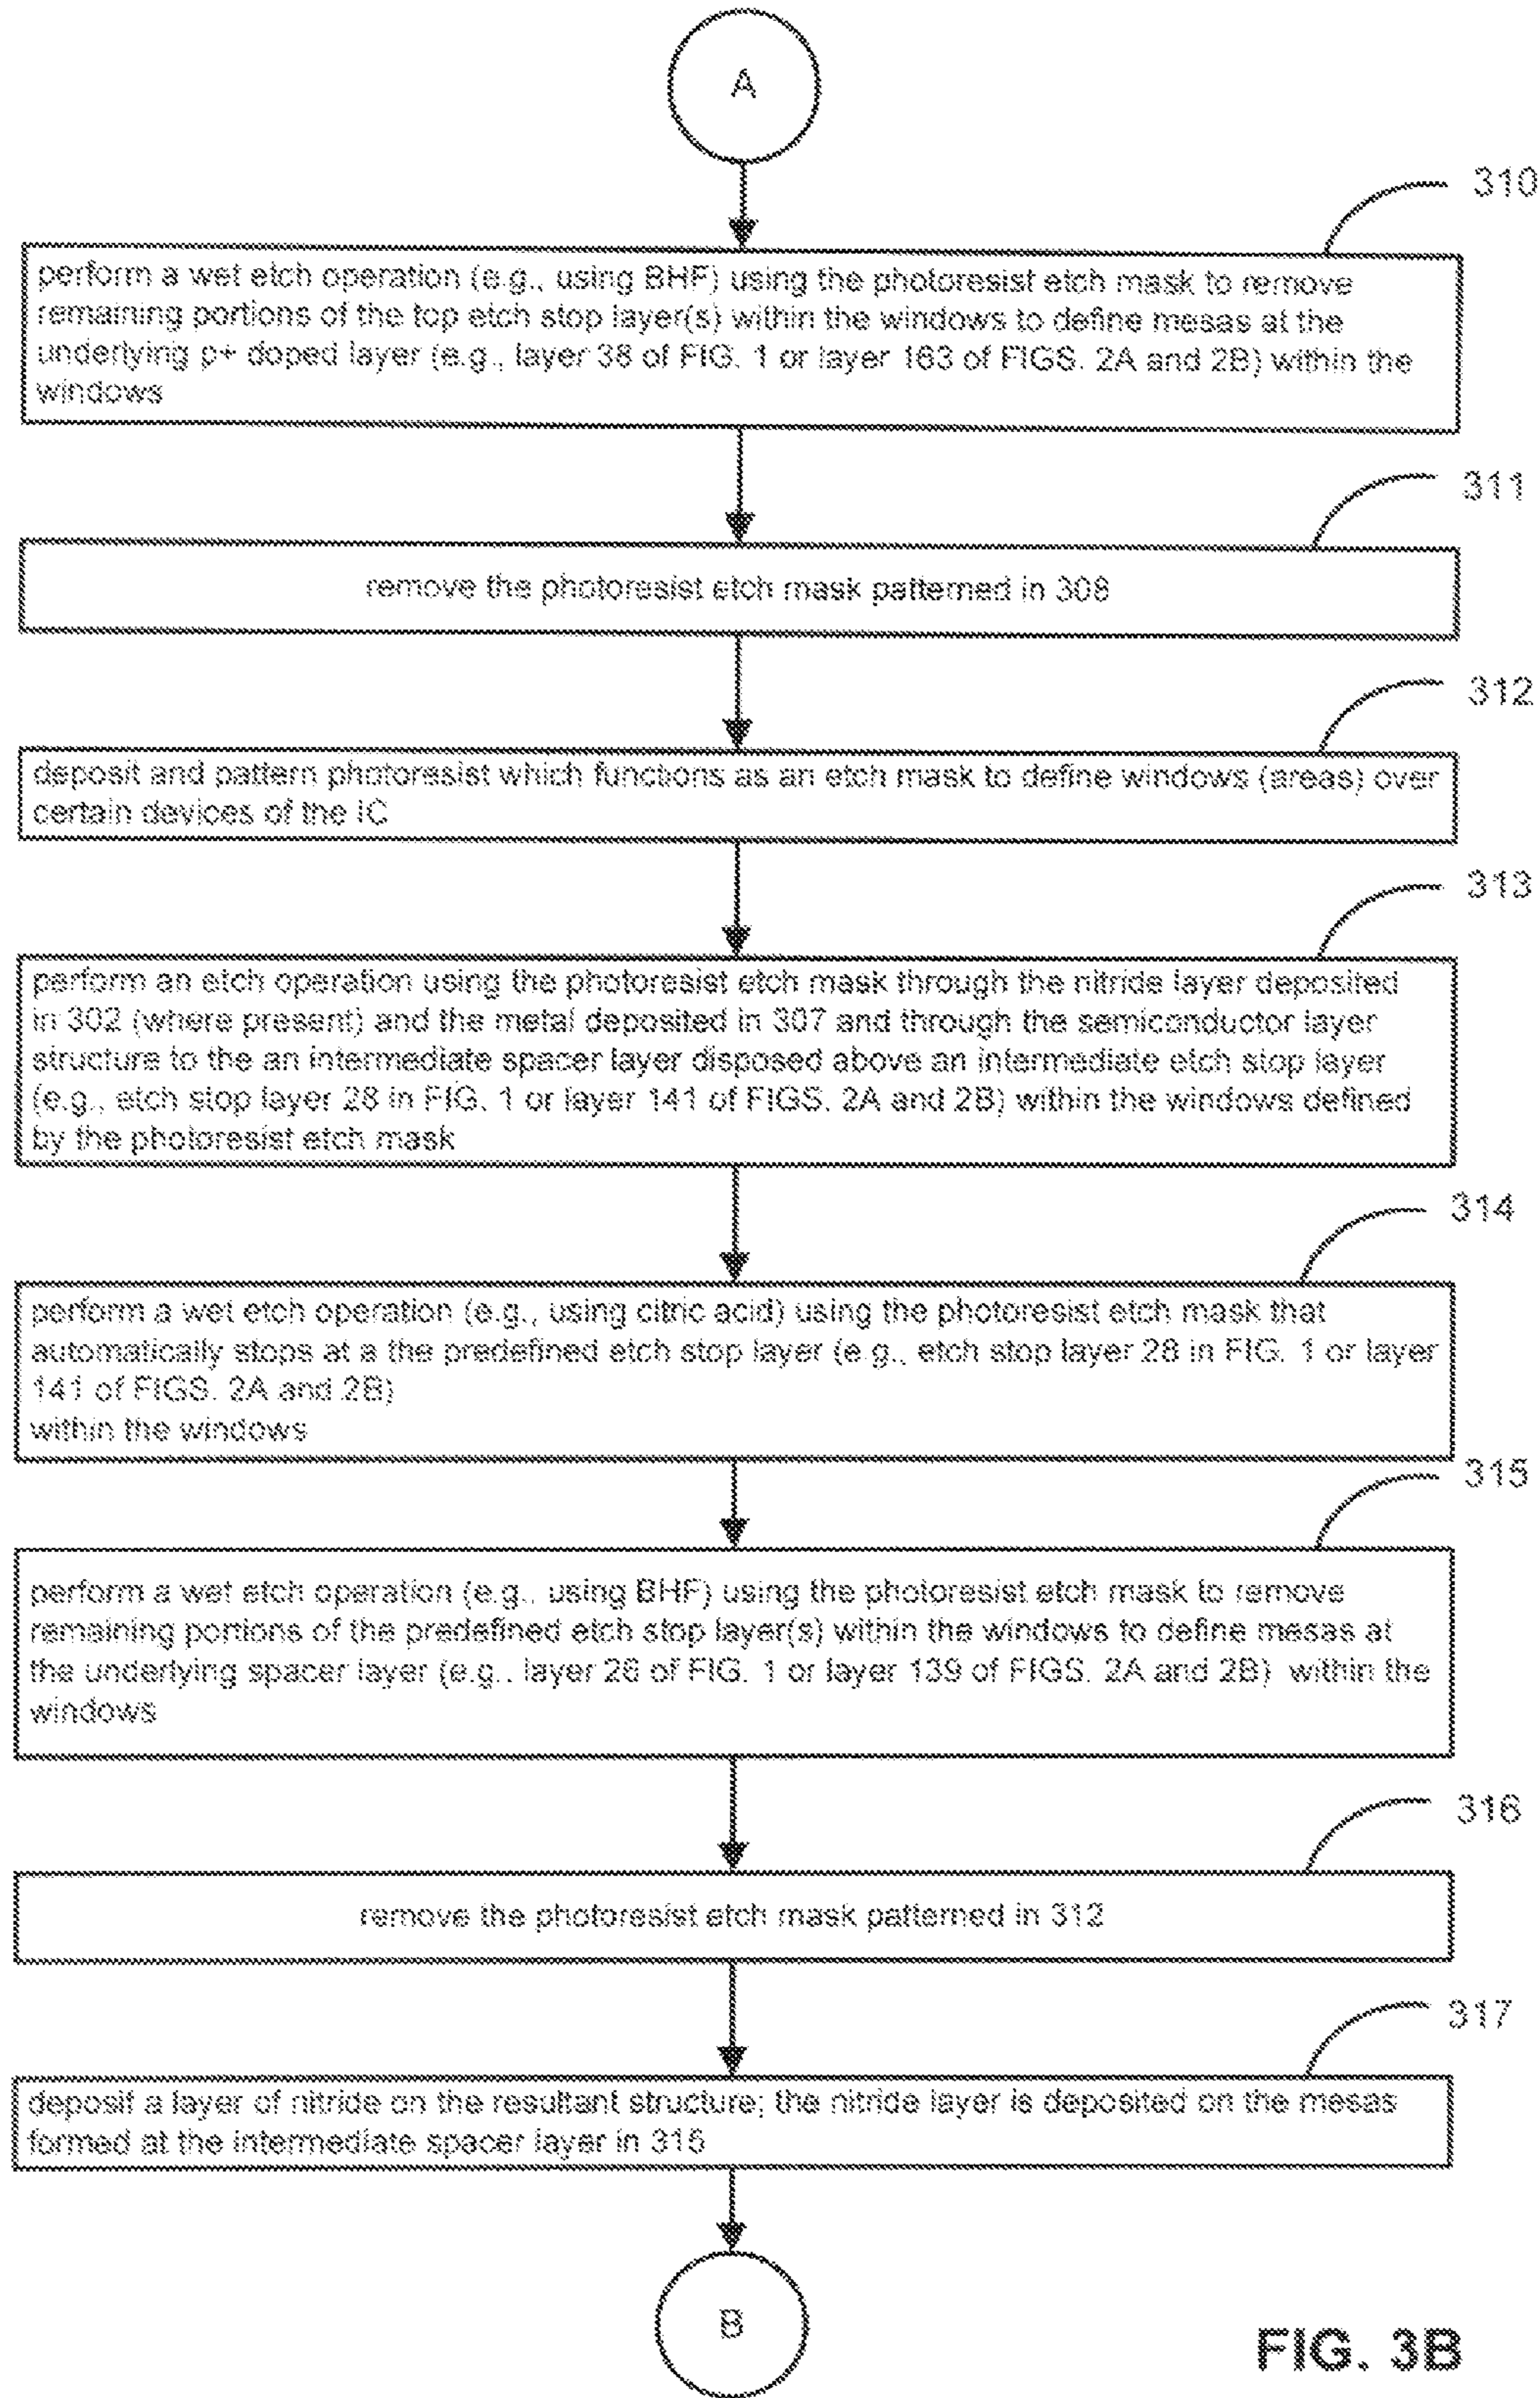 A
310
perform a wet etch operation (e.g., using BHF) using the photoresist etch mask to remove
remaining portions of the top etch stop layer(s) within the windows to define mesas at the
underlying p+ doped layer (e.g., layer 38 of FIG. 1 or layer 163 of FIGS. 2A and 2B) within the
windows
311
remove the photoresist etch mask patterned in 308
312
deposit and pattern photoresist which functions as an etch mask to define windows (areas) over
certain devices of the IC
313
perform an etch operation using the photoresist etch mask through the nitride layer deposited
in 302 (where present) and the metal deposited in 307 and through the semiconductor layer
structure to the an intermediate spacer layer disposed above an intermediate etch stop layer
(e.g., etch stop layer 28 in FIG. 1 or layer 141 of FIGS. 2A and 2B) within the windows defined
by the photoresist etch mask
314
perform a wet etch operation (e.g., using citric acid) using the photoresist etch mask that
automatically stops at a the predefined etch stop layer (e.g., etch stop layer 28 in FIG. 1 or layer
141 of FIGS. 2A and 2B)
within the windows
315
perform a wet etch operation (e.g., using BHF) using the photoresist etch mask to remove
remaining portions of the predefined etch stop layer(s) within the windows to define mesas at
the underlying spacer layer (e.g., layer 26 of FIG. 1 or layer 139 of FIGS. 2A and 2B) within the
windows
316
remove the photoresist etch mask patterned in 312
317
deposit a layer of nitride on the resultant structure; the nitride layer is deposited on the mesas
formed at the intermediate spacer layer in 315
B
FIG. 3B